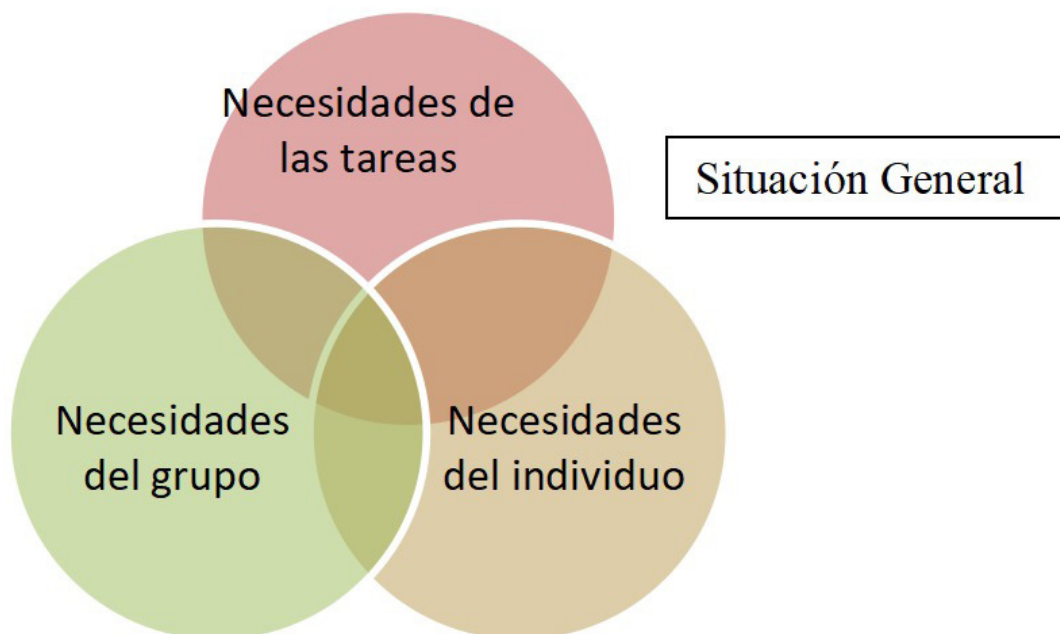 Necesidades de
las tareas
Situación General
Necesidades
del grupo
Necesidades
del individuo